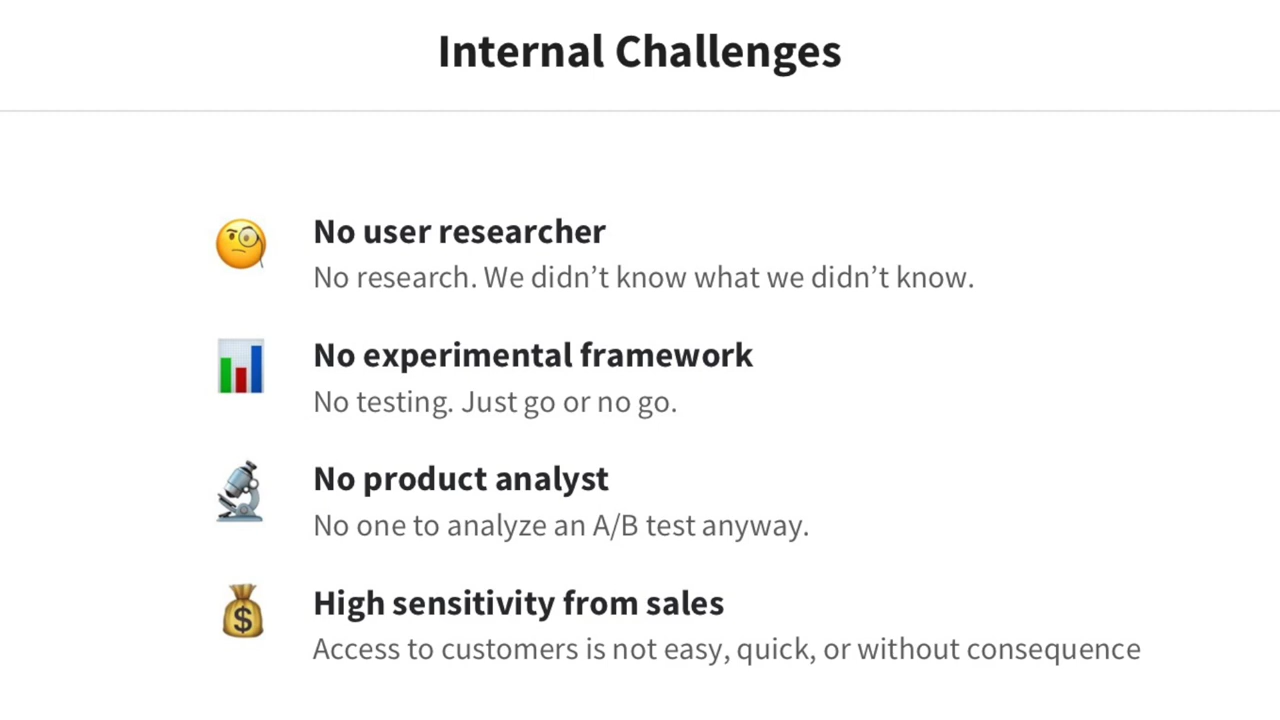 Internal Challenges
No user researcher
No research. We didn’t know what we didn’t know.
No experimental framework
No testing. Just go or no go.
No product analyst
No one to analyze an A/B test anyway.
High sensitivity from sales
Access to customers is not easy, quick, or without consequence